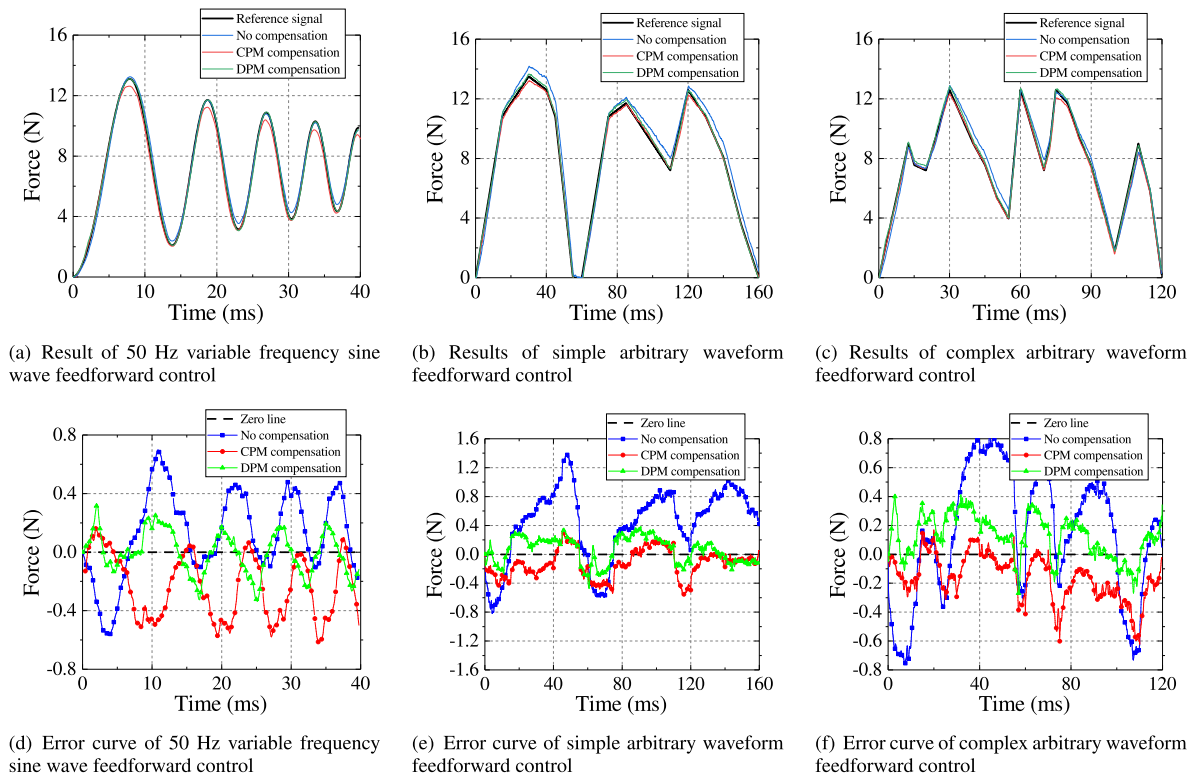 Reference signal
No compensation
CPM compensation
DPM compensation
16
12
8
4
0
Force (N)
0 10 20 30 40
Time (ms)
(a) Result of 50 Hz variable frequency sine
wave feedforward control
Reference signal
No compensation
CPM compensation
DPM compensation
16
12
8
4
0
Force (N)
0 40 80 120 160
Time (ms)
(b) Results of simple arbitrary waveform
feedforward control
Reference signal
No compensation
CPM compensation
DPM compensation
16
12
8
4
0
Force (N)
0 30 60 90 120
Time (ms)
(c) Results of complex arbitrary waveform
feedforward control
Zero line
No compensation
CPM compensation
DPM compensation
0.8
0.4
0.0
-0.4
-0.8
Force (N)
0 10 20 30 40
Time (ms)
(d) Error curve of 50 Hz variable frequency
sine wave feedforward control
Zero line
No compensation
CPM compensation
DPM compensation
1.6
1.2
0.8
0.4
0.0
-0.4
-0.8
-1.2
-1.6
Force (N)
0 40 80 120 160
Time (ms)
(e) Error curve of simple arbitrary waveform
feedforward control
Zero line
No compensation
CPM compensation
DPM compensation
0.8
0.6
0.4
0.2
0.0
-0.2
-0.4
-0.6
-0.8
Force (N)
0 40 80 120
Time (ms)
(f) Error curve of complex arbitrary waveform
feedforward control